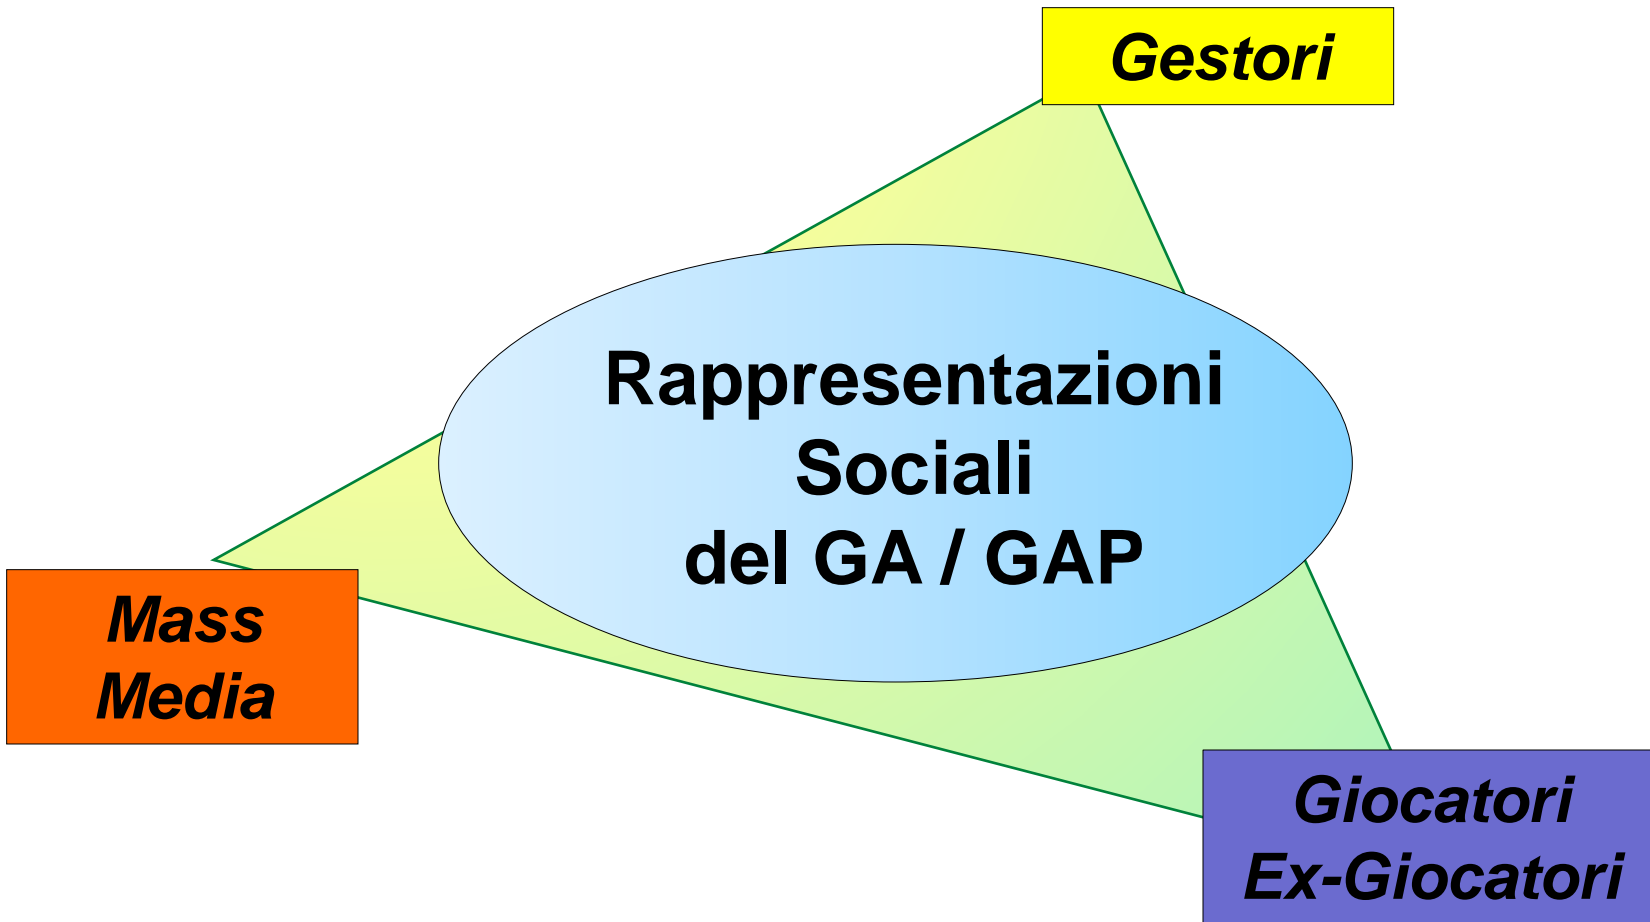 Gestori
Rappresentazioni
Sociali
del GA / GAP
Mass
Media
Giocatori
Ex-Giocatori